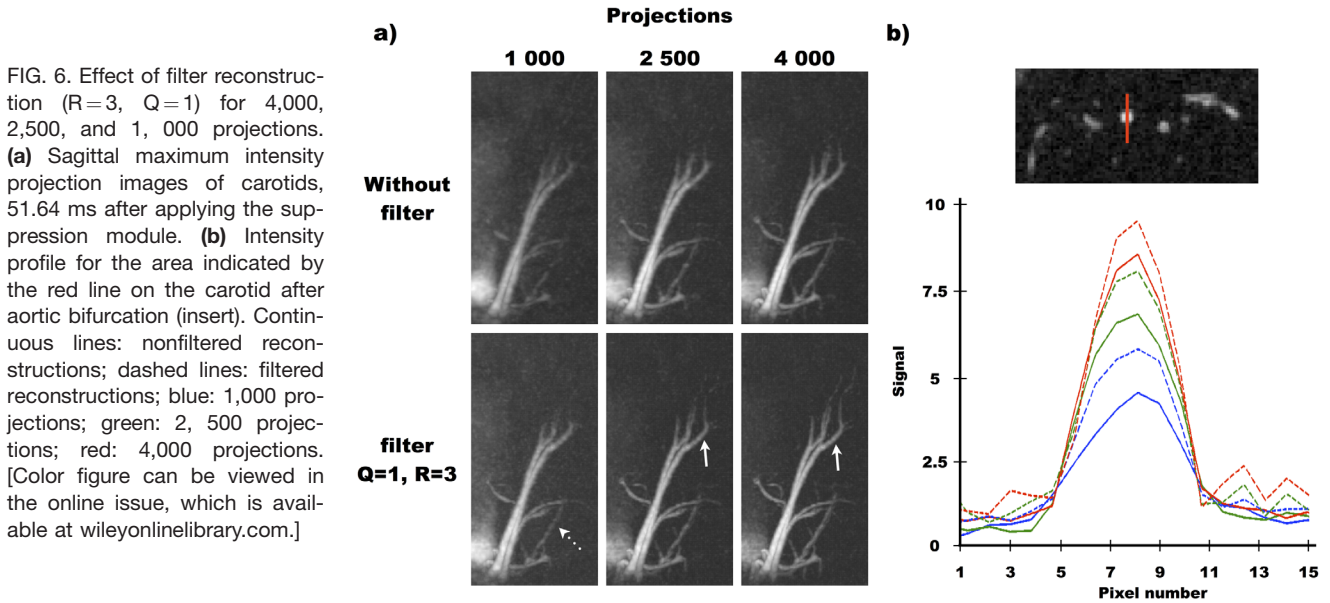 FIG. 6. Effect of filter reconstruc-
tion (R = 3, Q = 1) for 4,000,
2,500, and 1, 000 projections.
(a) Sagittal maximum intensity
projection images of carotids,
51.64 ms after applying the sup-
pression module. (b) Intensity
profile for the area indicated by
the red line on the carotid after
aortic bifurcation (insert). Contin-
uous lines: nonfiltered recon-
structions; dashed lines: filtered
reconstructions; blue: 1,000 pro-
jections; green: 2, 500 projec-
tions; red: 4,000 projections.
[Color figure can be viewed in
the online issue, which is avail-
able at wileyonlinelibrary.com.]
Projections
a)
1 000 2 500 4 000
Without
filter
filter
Q=1, R=3
b)
10
7.5
5
2.5
0
Signal
1 3 5 7 9 11 13 15
Pixel number